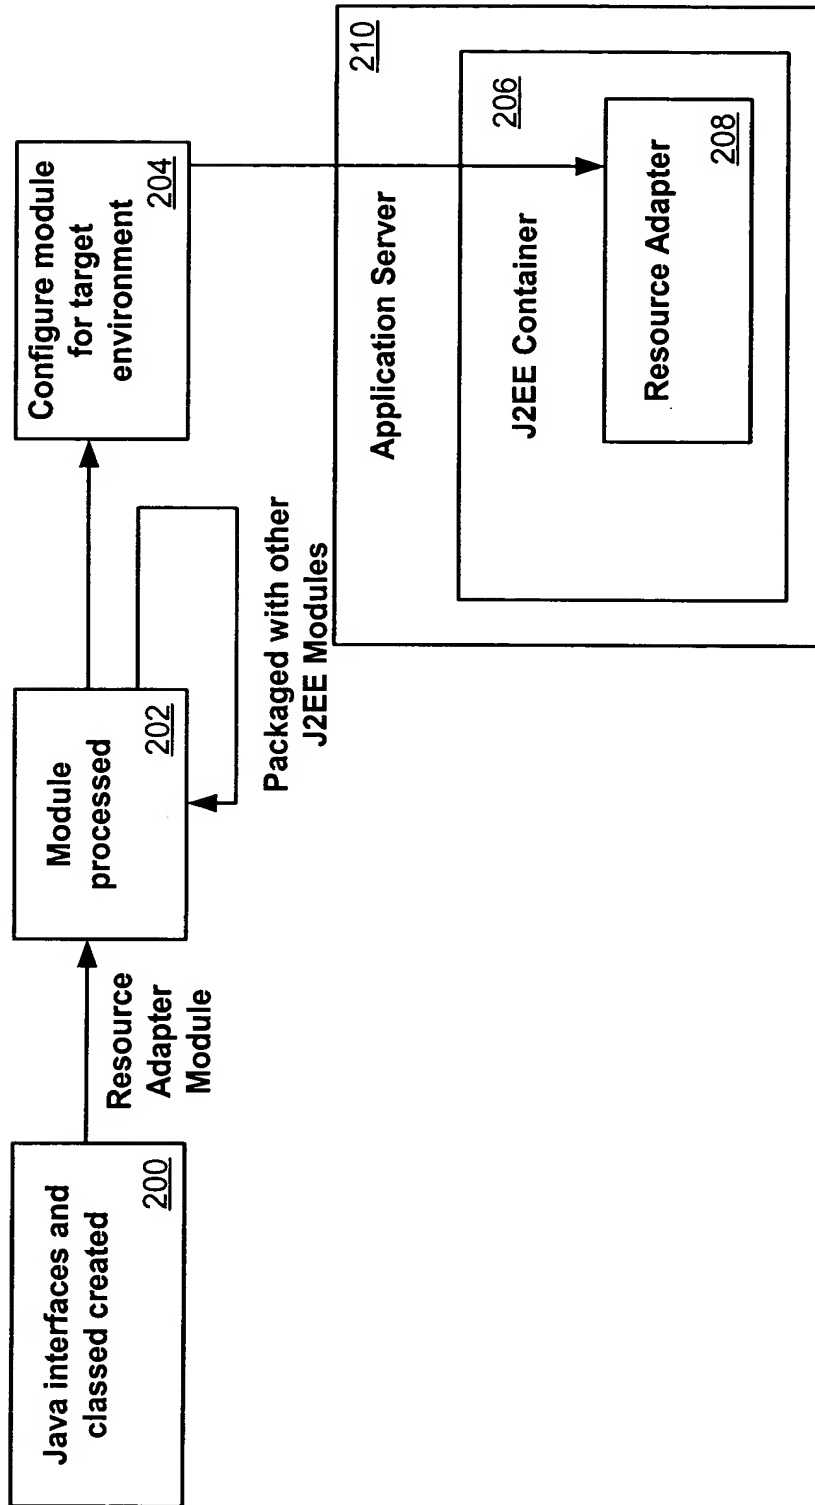 Java interfaces and
classed created
200
Resource
Adapter
Module
Module
processed
202
Packaged with other
J2EE Modules
Configure module
for target
environment
204
Application Server
210
J2EE Container
206
Resource Adapter
208